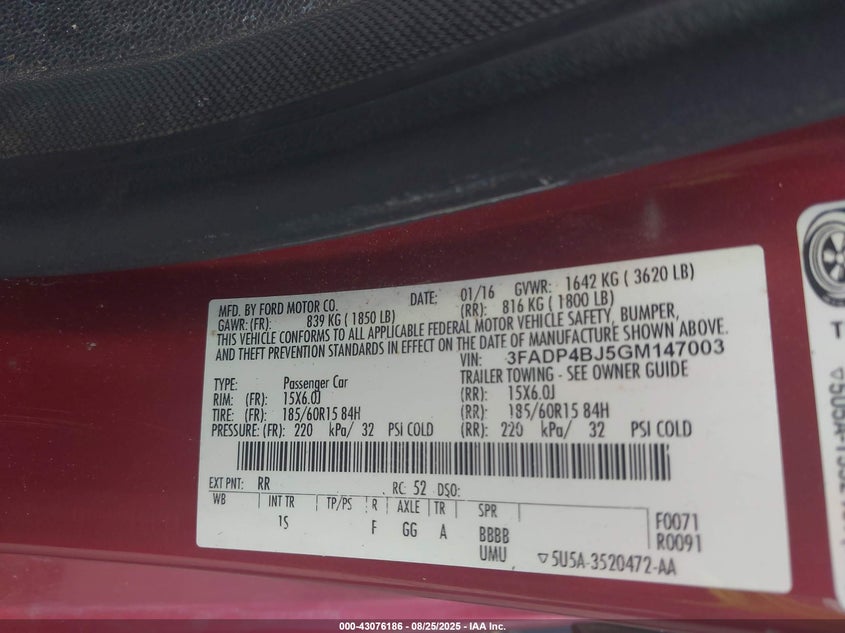 MFD. BY FORD MOTOR CO. DATE: 01/16 GVWR: 1642 KG ( 3620 LB)
GAWR: (FR): 839 KG ( 1850 LB) (RR): 816 KG ( 1800 LB)
THIS VEHICLE CONFORMS TO ALL APPLICABLE FEDERAL MOTOR VEHICLE SAFETY, BUMPER,
AND THEFT PREVENTION STANDARDS IN EFFECT ON THE DATE OF MANUFACTURE SHOWN ABOVE.
VIN: 3FADP4BJ5GM147003
TYPE: Passenger Car TRAILER TOWING - SEE OWNER GUIDE
RIM: (FR): 15X6.0J (RR): 15X6.0J
TIRE: (FR): 185/60R15 84H (RR): 185/60R15 84H
PRESSURE: (FR): 220 kPa/ 32 PSI COLD (RR): 220 kPa/ 32 PSI COLD
EXT PNT: RR RC: 52 DSO:
WB INT TR TP/PS R AXLE TR SPR
1S F GG A BBBB F0071
UMU R0091
▽5U5A-3520472-AA
000-43076186 - 08/25/2025 - IAA Inc.